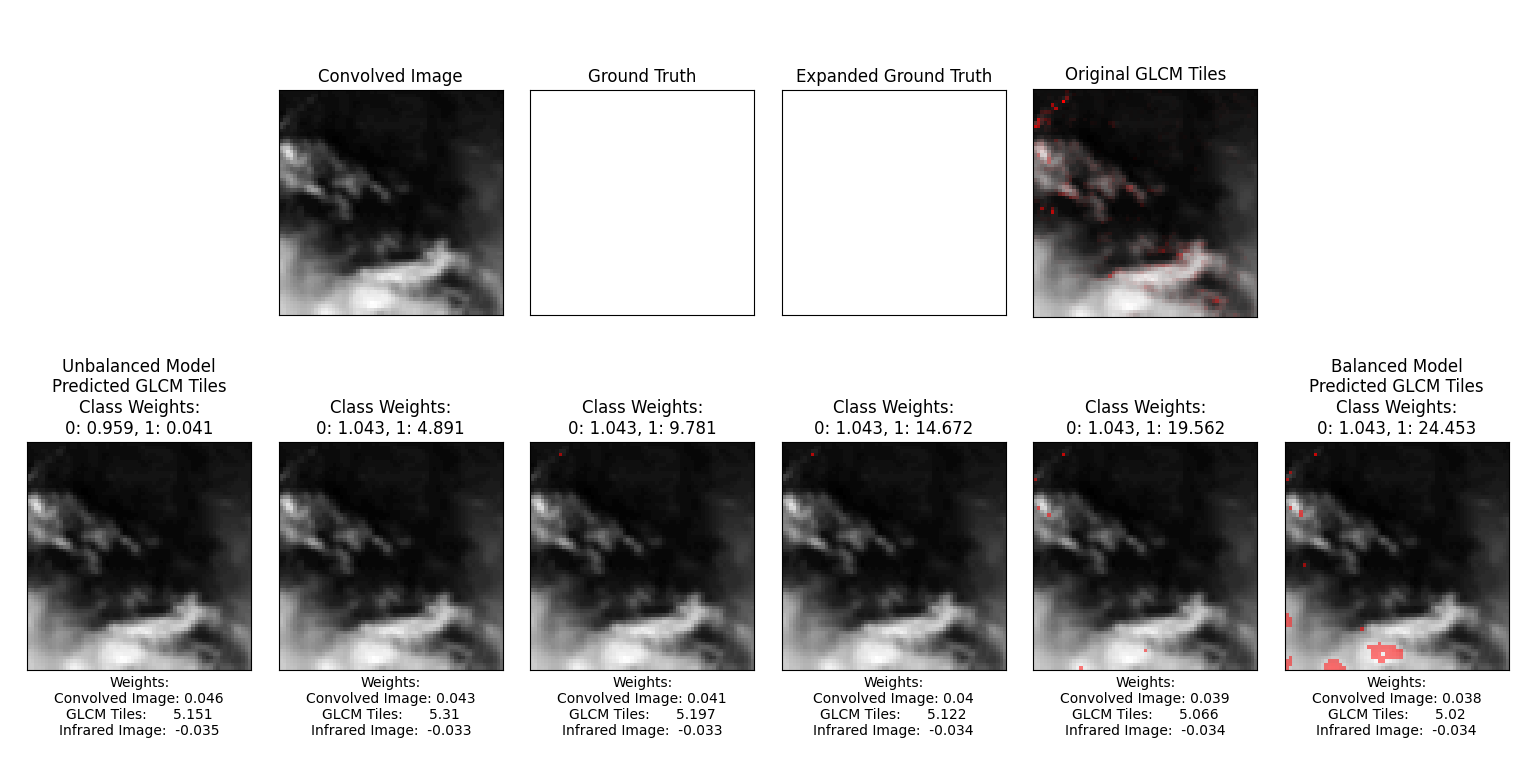 Convolved Image
Ground Truth
Expanded Ground Truth
Original GLCM Tiles
Unbalanced Model
Predicted GLCM Tiles
Class Weights:
0: 0.959, 1: 0.041
Class Weights:
0: 1.043, 1: 4.891
Class Weights:
0: 1.043, 1: 9.781
Class Weights:
0: 1.043, 1: 14.672
Class Weights:
0: 1.043, 1: 19.562
Balanced Model
Predicted GLCM Tiles
Class Weights:
0: 1.043, 1: 24.453
Weights:
Convolved Image: 0.046
GLCM Tiles: 5.151
Infrared Image: -0.035
Weights:
Convolved Image: 0.043
GLCM Tiles: 5.31
Infrared Image: -0.033
Weights:
Convolved Image: 0.041
GLCM Tiles: 5.197
Infrared Image: -0.033
Weights:
Convolved Image: 0.04
GLCM Tiles: 5.122
Infrared Image: -0.034
Weights:
Convolved Image: 0.039
GLCM Tiles: 5.066
Infrared Image: -0.034
Weights:
Convolved Image: 0.038
GLCM Tiles: 5.02
Infrared Image: -0.034